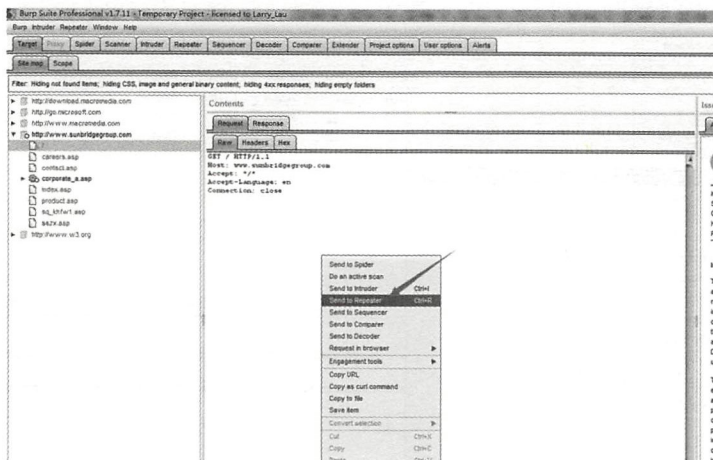 Burp Suite Professional v1.7.11 - Temporary Project - licensed to Larry_Lau
Burp Intruder Repeater Window Help
Target Proxy Spider Scanner Intruder Repeater Sequencer Decoder Comparer Extender Project options User options Alerts
Site map Scope
Filter: Hiding not found items; hiding CSS, image and general binary content; hiding 4xx responses; hiding empty folders
http://download.macromedia.com
http://go.microsoft.com
http://www.macromedia.com
http://www.sunbridgegroup.com
/
careers.asp
contact.asp
corporate_a.asp
index.asp
product.asp
sq_khfw1.asp
http://www.w3.org
Contents
Request Response
Raw Headers Hex
GET / HTTP/1.1
Host: www.sunbridgegroup.com
Accept: */*
Accept-Language: en
Connection: close
Send to Spider
Do an active scan
Send to Intruder Ctrl+I
Send to Repeater Ctrl+R
Send to Sequencer
Send to Comparer
Send to Decoder
Request in browser
Engagement tools
Copy URL
Copy as curl command
Copy to file
Save item
Convert selection
Cut Ctrl+X
Copy Ctrl+C
Iss